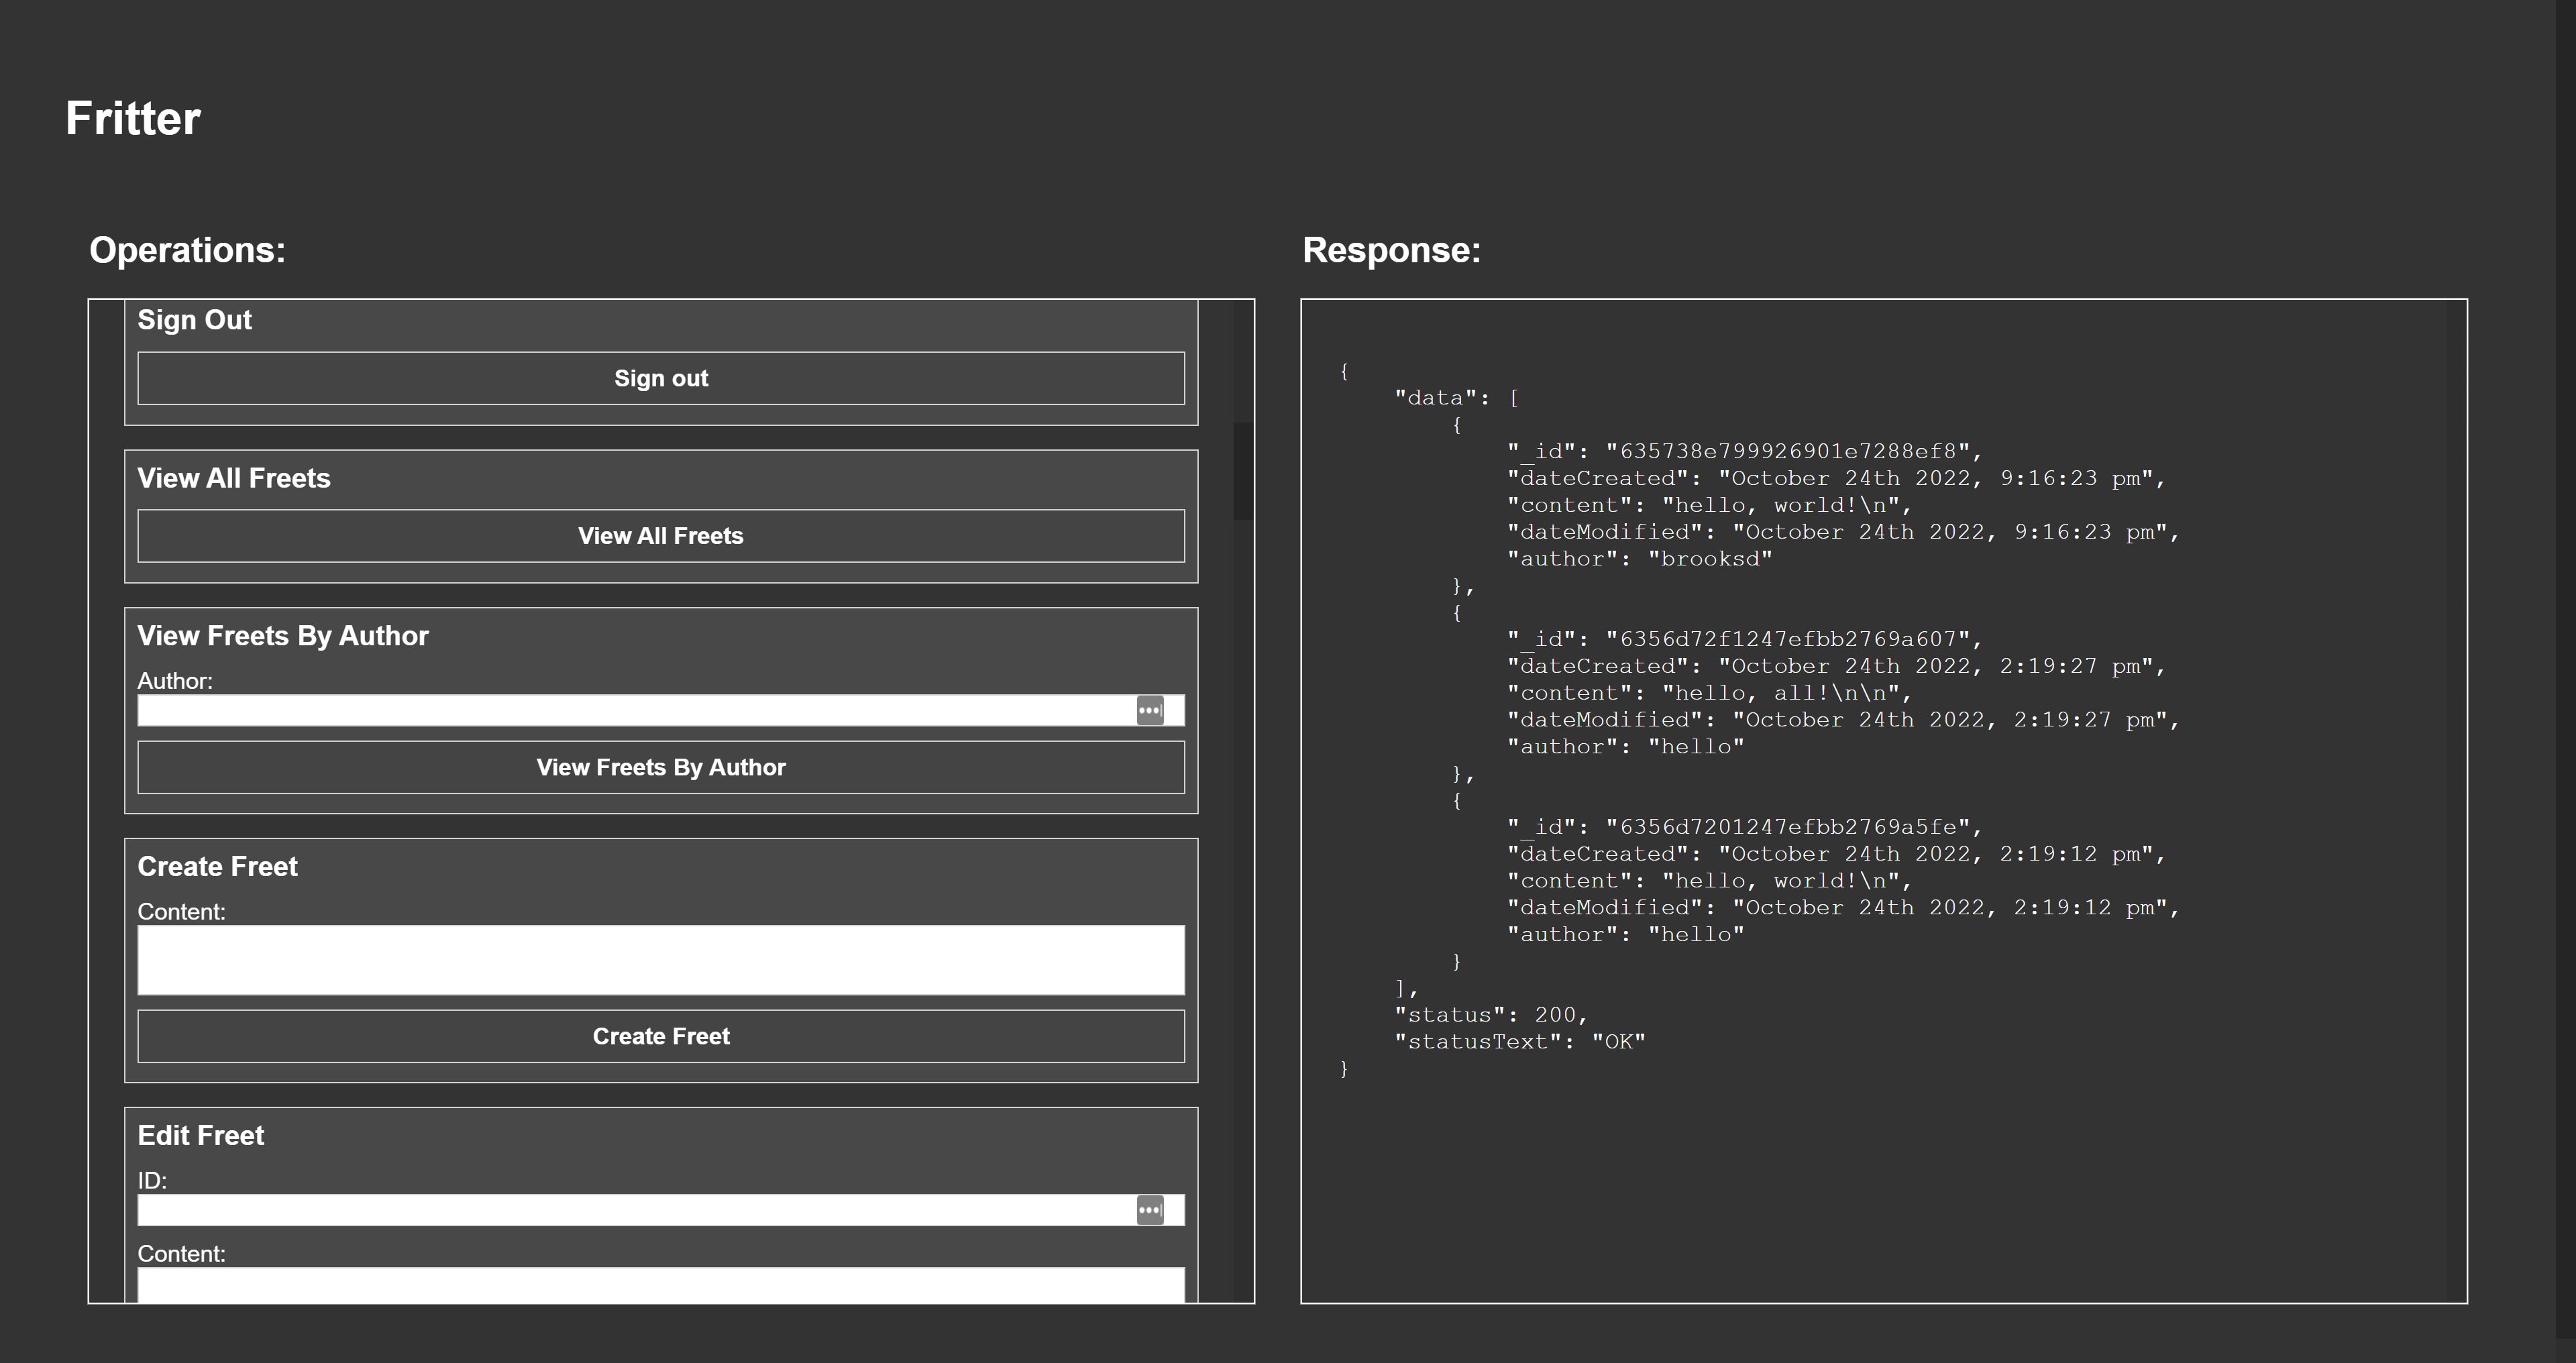 Fritter
Operations:
Sign Out
Sign out
View All Freets
View All Freets
View Freets By Author
Author:
View Freets By Author
Create Freet
Content:
Create Freet
Edit Freet
ID:
Content:
Response:
{
    "data": [
        {
            "_id": "635738e799926901e7288ef8",
            "dateCreated": "October 24th 2022, 9:16:23 pm",
            "content": "hello, world!\n",
            "dateModified": "October 24th 2022, 9:16:23 pm",
            "author": "brooksd"
        },
        {
            "_id": "6356d72f1247efbb2769a607",
            "dateCreated": "October 24th 2022, 2:19:27 pm",
            "content": "hello, all!\n\n",
            "dateModified": "October 24th 2022, 2:19:27 pm",
            "author": "hello"
        },
        {
            "_id": "6356d7201247efbb2769a5fe",
            "dateCreated": "October 24th 2022, 2:19:12 pm",
            "content": "hello, world!\n",
            "dateModified": "October 24th 2022, 2:19:12 pm",
            "author": "hello"
        }
    ],
    "status": 200,
    "statusText": "OK"
}